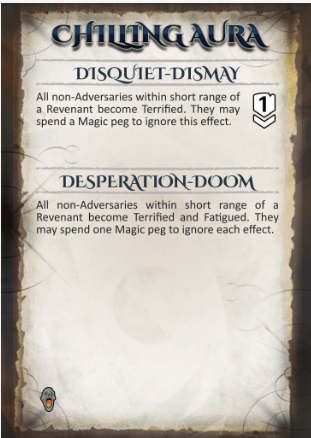 CHILLING AURA
DISQUIET-DISMAY
All non-Adversaries within short range of
a Revenant become Terrified. They may
spend a Magic peg to ignore this effect.
1
DESPERATION-DOOM
All non-Adversaries within short range of a
Revenant become Terrified and Fatigued. They
may spend one Magic peg to ignore each effect.